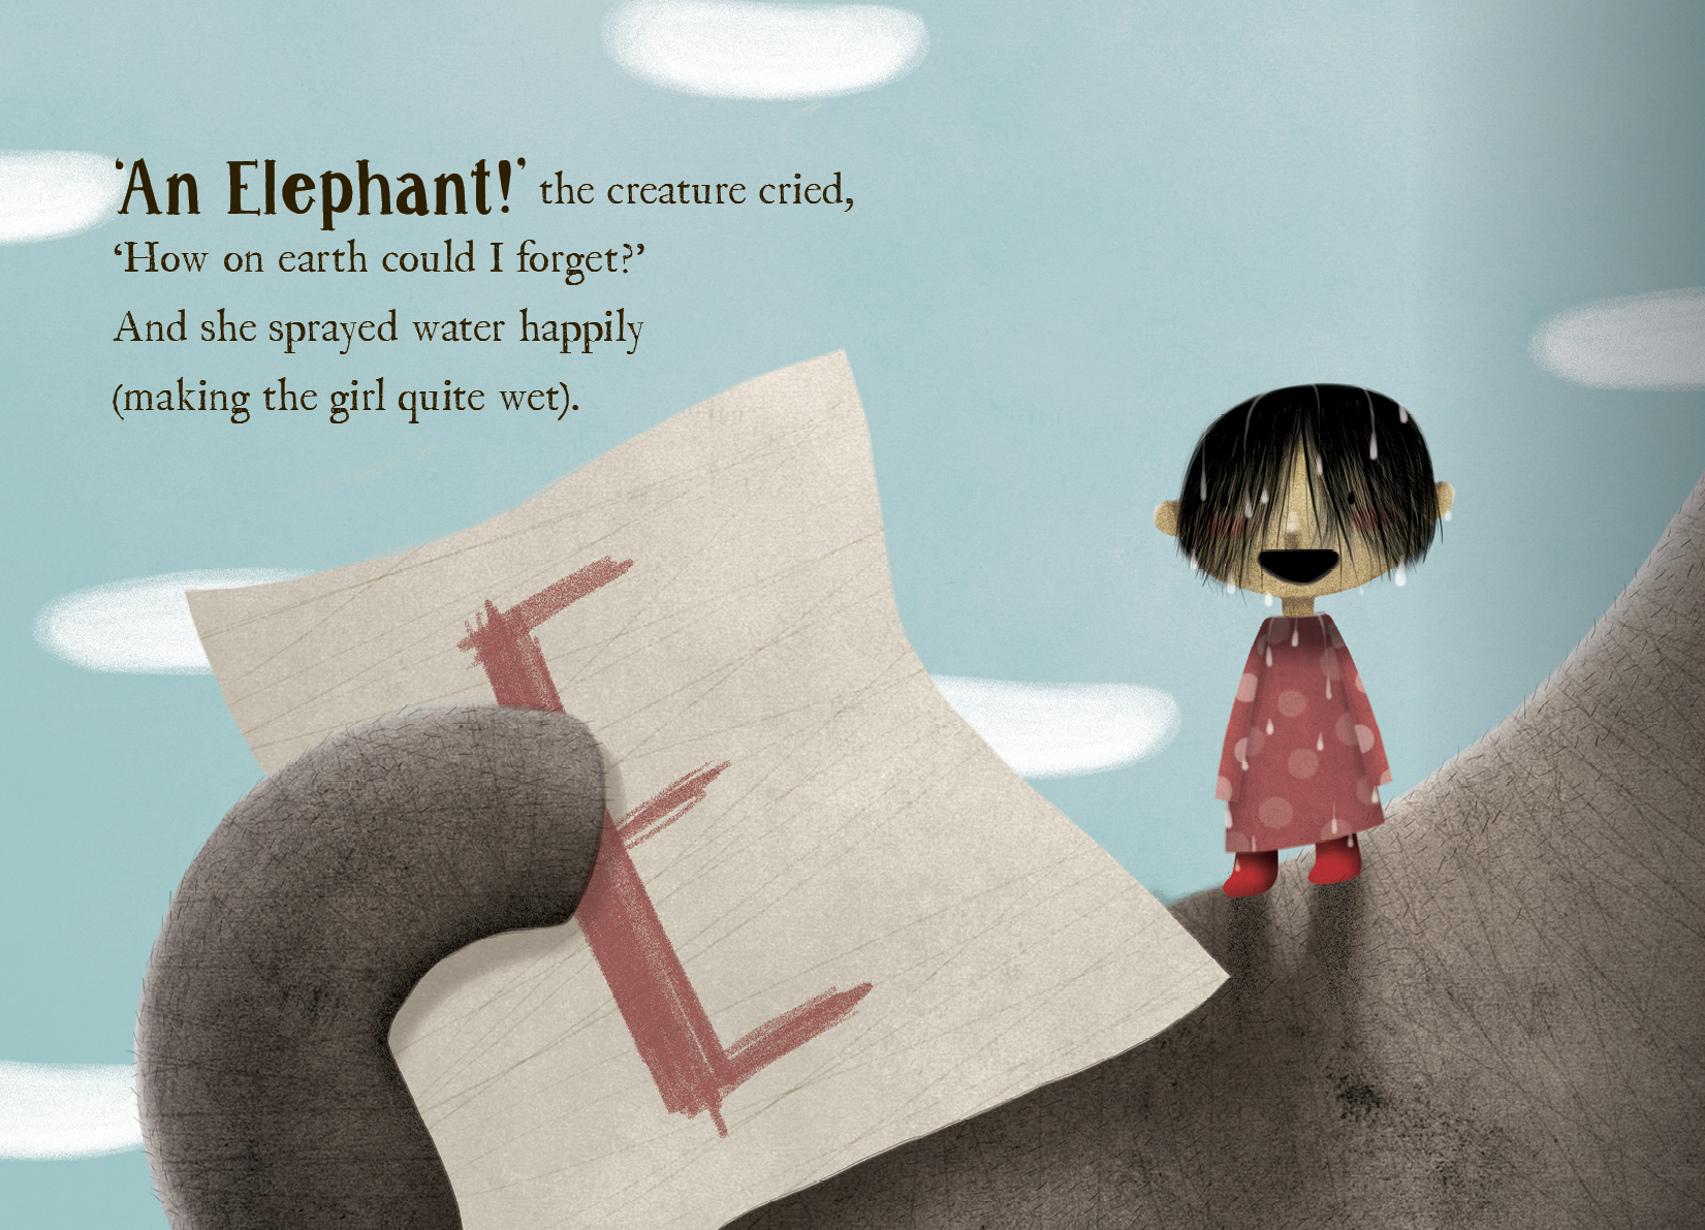 ‘An Elephant!’ the creature cried,
‘How on earth could I forget?’
And she sprayed water happily
(making the girl quite wet).
E